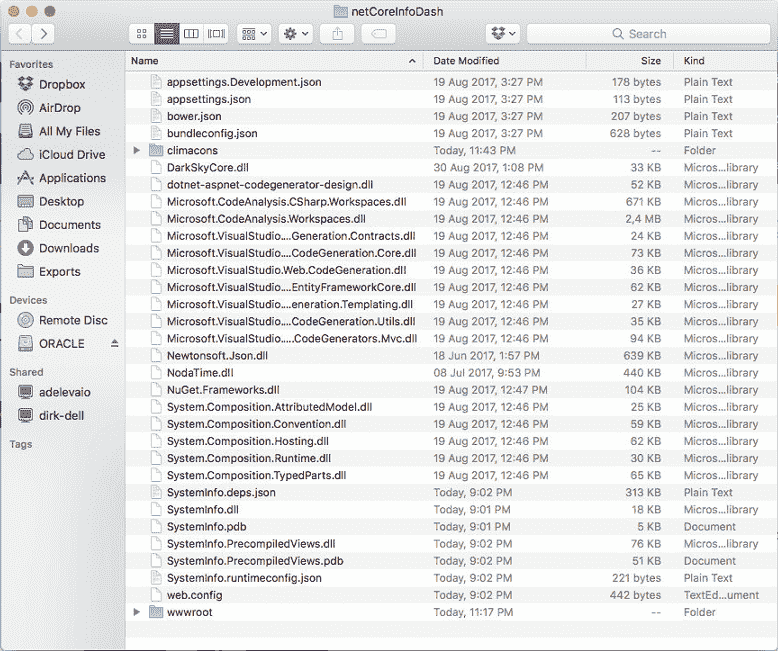 netCoreInfoDash
Search
Favorites
Dropbox
AirDrop
All My Files
iCloud Drive
Applications
Desktop
Documents
Downloads
Exports
Devices
Remote Disc
ORACLE
Shared
adelevaio
dirk-dell
Tags
Name Date Modified Size Kind
appsettings.Development.json 19 Aug 2017, 3:27 PM 178 bytes Plain Text
appsettings.json 19 Aug 2017, 3:27 PM 113 bytes Plain Text
bower.json 19 Aug 2017, 3:27 PM 207 bytes Plain Text
bundleconfig.json 19 Aug 2017, 3:27 PM 628 bytes Plain Text
climacons Today, 11:43 PM -- Folder
DarkSkyCore.dll 30 Aug 2017, 1:08 PM 33 KB Micros...library
dotnet-aspnet-codegenerator-design.dll 19 Aug 2017, 12:46 PM 52 KB Micros...library
Microsoft.CodeAnalysis.CSharp.Workspaces.dll 19 Aug 2017, 12:46 PM 671 KB Micros...library
Microsoft.CodeAnalysis.Workspaces.dll 19 Aug 2017, 12:46 PM 2,4 MB Micros...library
Microsoft.VisualStudio....Generation.Contracts.dll 19 Aug 2017, 12:46 PM 24 KB Micros...library
Microsoft.VisualStudio....CodeGeneration.Core.dll 19 Aug 2017, 12:46 PM 73 KB Micros...library
Microsoft.VisualStudio.Web.CodeGeneration.dll 19 Aug 2017, 12:46 PM 36 KB Micros...library
Microsoft.VisualStudio....EntityFrameworkCore.dll 19 Aug 2017, 12:46 PM 62 KB Micros...library
Microsoft.VisualStudio....eneration.Templating.dll 19 Aug 2017, 12:46 PM 27 KB Micros...library
Microsoft.VisualStudio....CodeGeneration.Utils.dll 19 Aug 2017, 12:46 PM 35 KB Micros...library
Microsoft.VisualStudio.....CodeGenerators.Mvc.dll 19 Aug 2017, 12:46 PM 94 KB Micros...library
Newtonsoft.Json.dll 18 Jun 2017, 1:57 PM 639 KB Micros...library
NodaTime.dll 08 Jul 2017, 9:53 PM 440 KB Micros...library
NuGet.Frameworks.dll 19 Aug 2017, 12:47 PM 104 KB Micros...library
System.Composition.AttributedModel.dll 19 Aug 2017, 12:46 PM 25 KB Micros...library
System.Composition.Convention.dll 19 Aug 2017, 12:46 PM 59 KB Micros...library
System.Composition.Hosting.dll 19 Aug 2017, 12:46 PM 62 KB Micros...library
System.Composition.Runtime.dll 19 Aug 2017, 12:46 PM 30 KB Micros...library
System.Composition.TypedParts.dll 19 Aug 2017, 12:46 PM 65 KB Micros...library
SystemInfo.deps.json Today, 9:02 PM 313 KB Plain Text
SystemInfo.dll Today, 9:01 PM 18 KB Micros...library
SystemInfo.pdb Today, 9:01 PM 5 KB Document
SystemInfo.PrecompiledViews.dll Today, 9:02 PM 76 KB Micros...library
SystemInfo.PrecompiledViews.pdb Today, 9:02 PM 51 KB Document
SystemInfo.runtimeconfig.json Today, 9:02 PM 221 bytes Plain Text
web.config Today, 9:02 PM 442 bytes TextEd...ument
wwwroot Today, 11:17 PM -- Folder